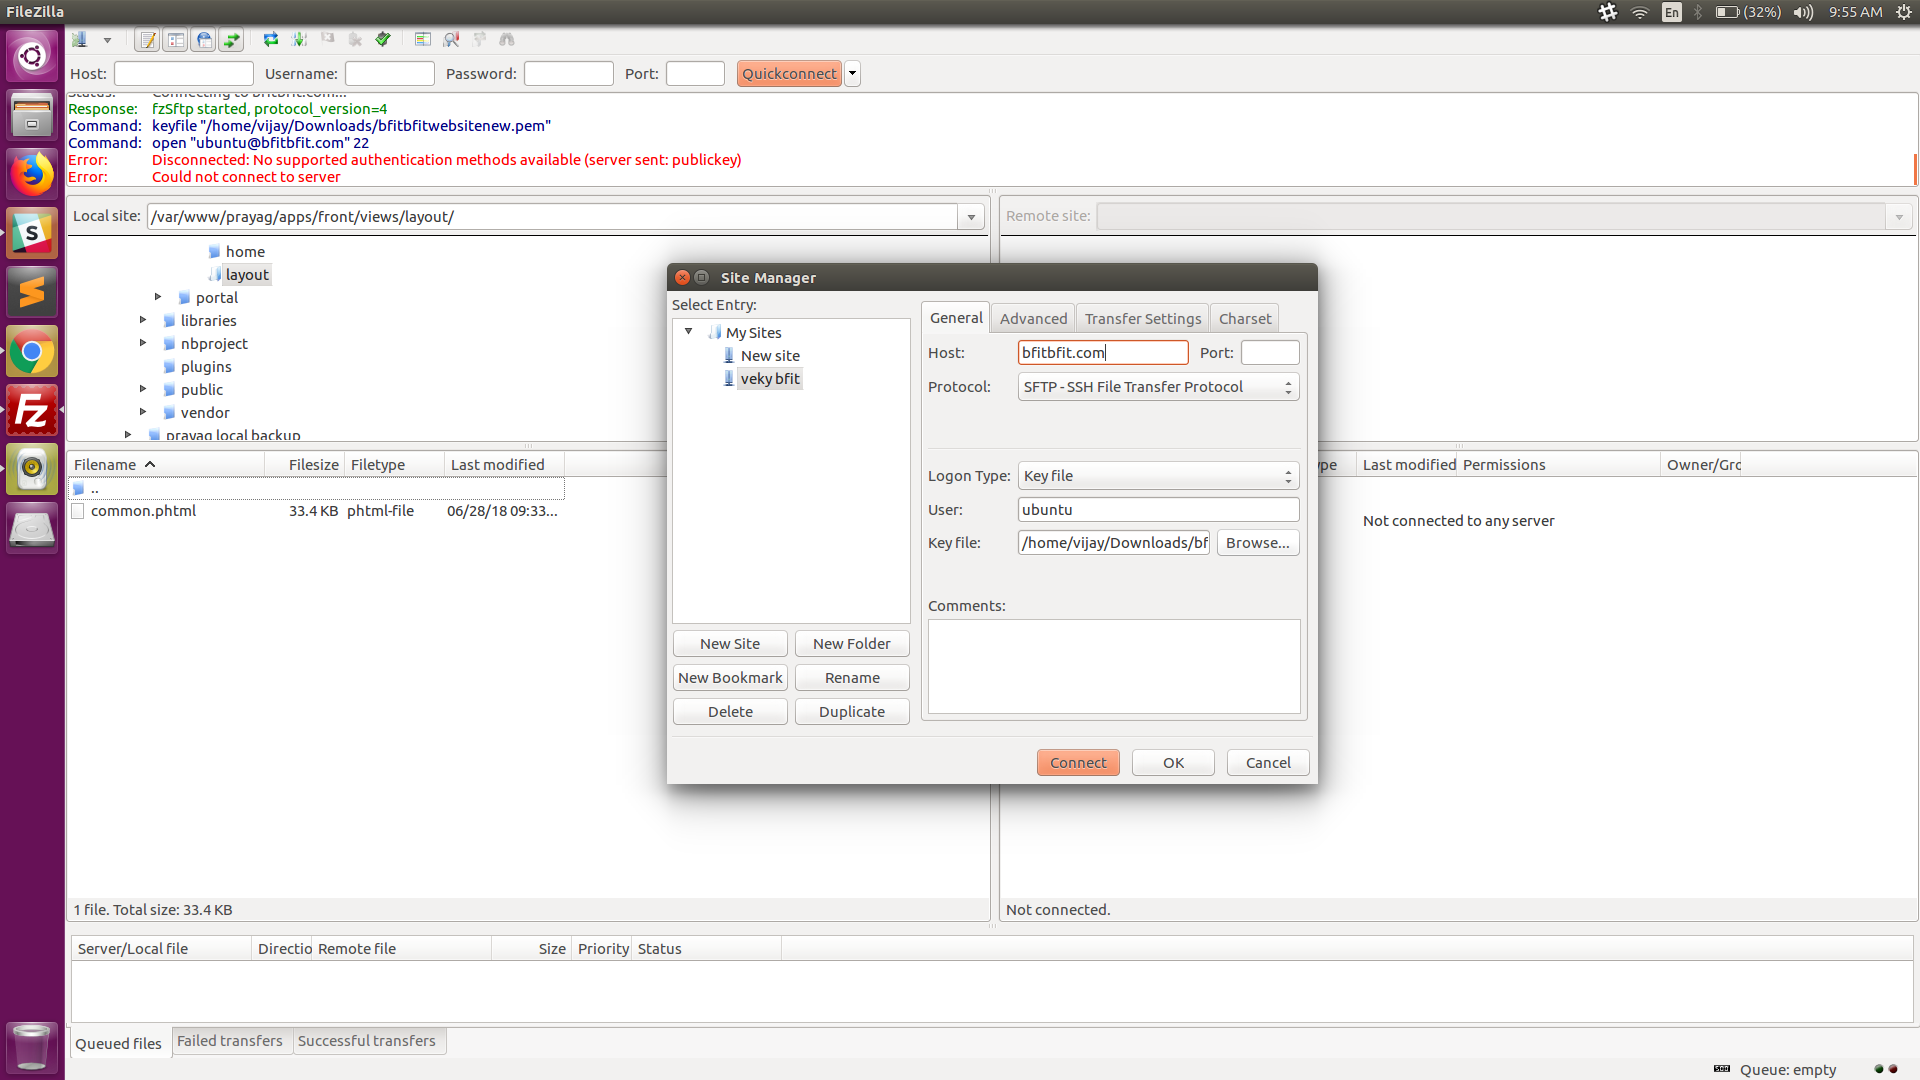 FileZilla
En
(32%)
9:55 AM
Host:
Username:
Password:
Port:
Quickconnect
Response: fzSftp started, protocol_version=4
Command: keyfile "/home/vijay/Downloads/bfitbfitwebsitenew.pem"
Command: open "ubuntu@bfitbfit.com" 22
Error: Disconnected: No supported authentication methods available (server sent: publickey)
Error: Could not connect to server
Local site: /var/www/prayag/apps/front/views/layout/
Remote site:
home
layout
portal
libraries
nbproject
plugins
public
vendor
prayag local backup
Filename Filesize Filetype Last modified
..
common.phtml 33.4 KB phtml-file 06/28/18 09:33...
1 file. Total size: 33.4 KB
Site Manager
Select Entry:
My Sites
New site
veky bfit
New Site
New Folder
New Bookmark
Rename
Delete
Duplicate
General
Advanced
Transfer Settings
Charset
Host: bfitbfit.com
Port:
Protocol: SFTP - SSH File Transfer Protocol
Logon Type: Key file
User: ubuntu
Key file: /home/vijay/Downloads/bf
Browse...
Comments:
Connect
OK
Cancel
ype Last modified Permissions Owner/Grc
Not connected to any server
Not connected.
Server/Local file Directio Remote file Size Priority Status
Queued files
Failed transfers
Successful transfers
Queue: empty